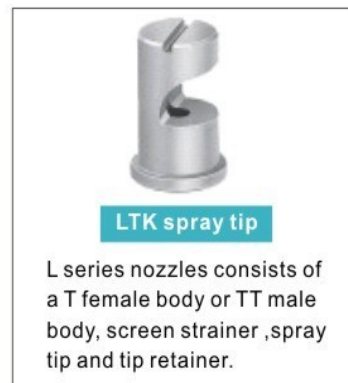 LTK spray tip
L series nozzles consists of
a T female body or TT male
body, screen strainer ,spray
tip and tip retainer.